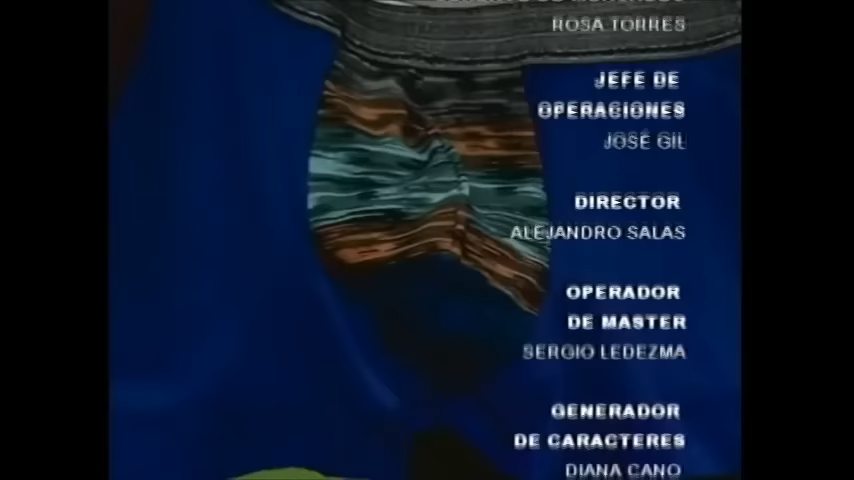 ROSA TORRES
JEFE DE
OPERACIONES
JOSÉ GIL
DIRECTOR
ALEJANDRO SALAS
OPERADOR
DE MASTER
SERGIO LEDEZMA
GENERADOR
DE CARACTERES
DIANA CANO